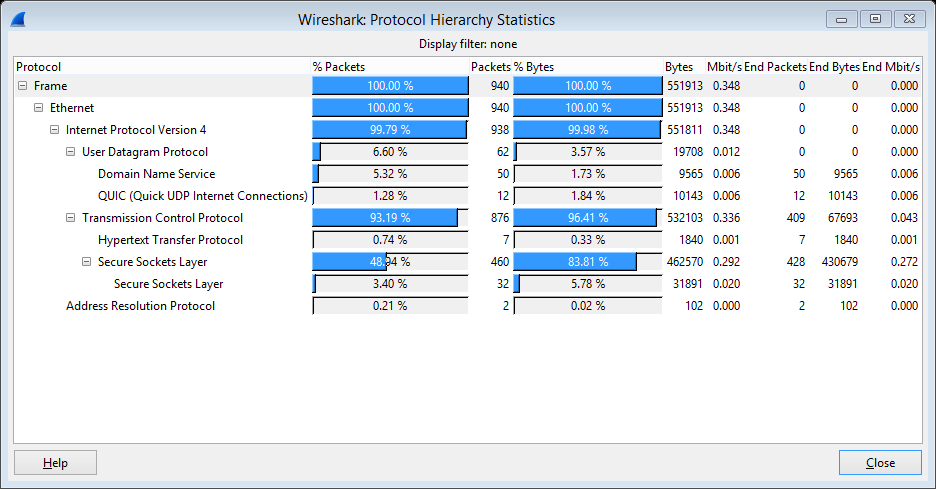 Wireshark: Protocol Hierarchy Statistics
Display filter: none
Protocol % Packets Packets % Bytes Bytes Mbit/s End Packets End Bytes End Mbit/s
Frame 100.00 % 940 100.00 % 551913 0.348 0 0 0.000
Ethernet 100.00 % 940 100.00 % 551913 0.348 0 0 0.000
Internet Protocol Version 4 99.79 % 938 99.98 % 551811 0.348 0 0 0.000
User Datagram Protocol 6.60 % 62 3.57 % 19708 0.012 0 0 0.000
Domain Name Service 5.32 % 50 1.73 % 9565 0.006 50 9565 0.006
QUIC (Quick UDP Internet Connections) 1.28 % 12 1.84 % 10143 0.006 12 10143 0.006
Transmission Control Protocol 93.19 % 876 96.41 % 532103 0.336 409 67693 0.043
Hypertext Transfer Protocol 0.74 % 7 0.33 % 1840 0.001 7 1840 0.001
Secure Sockets Layer 48.94 % 460 83.81 % 462570 0.292 428 430679 0.272
Secure Sockets Layer 3.40 % 32 5.78 % 31891 0.020 32 31891 0.020
Address Resolution Protocol 0.21 % 2 0.02 % 102 0.000 2 102 0.000
Help Close